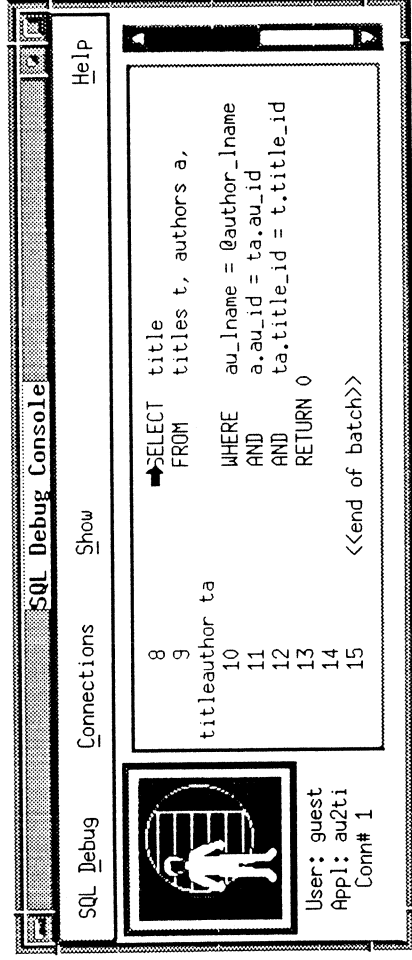 SQL Debug Console
SQL Debug Connections Show Help
8 SELECT title
9 FROM titles t, authors a,
titleauthor ta
10 WHERE au_lname = @author_lname
11 AND a.au_id = ta.au_id
12 AND ta.title_id = t.title_id
13 RETURN 0
14
15 <<end of batch>>
User: guest
Appl: au2ti
Conn# 1